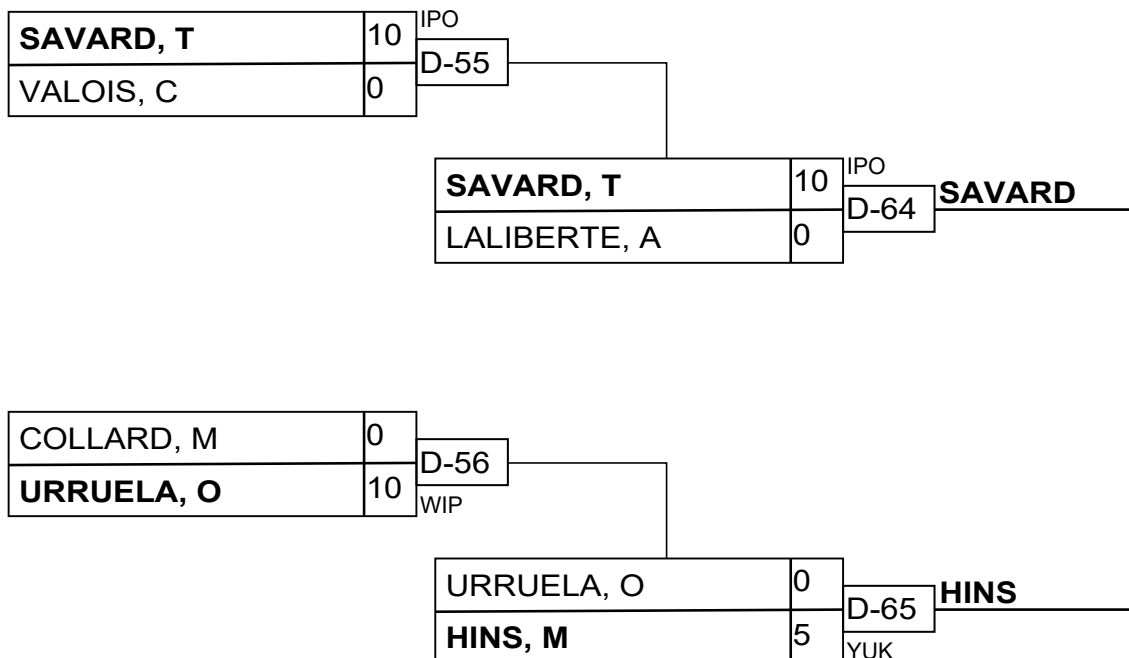 SAVARD, T 10 IPO
D-55
VALOIS, C 0
SAVARD, T 10 IPO
D-64 SAVARD
LALIBERTE, A 0
COLLARD, M 0
D-56
URRUELA, O 10 WIP
URRUELA, O 0
D-65 HINS
HINS, M 5 YUK